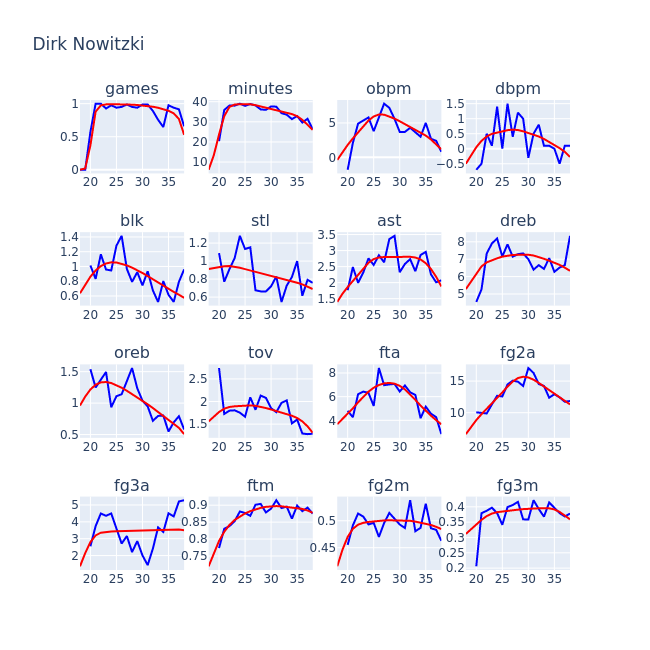 Dirk Nowitzki
games minutes obpm dbpm
1 0.5 0 20 25 30 35
40 30 20 10 20 25 30 35
5 0 20 25 30 35
1.5 1 0.5 0 −0.5 20 25 30 35
blk stl ast dreb
1.4 1.2 1 0.8 0.6 20 25 30 35
1.2 1 0.8 0.6 20 25 30 35
3.5 3 2.5 2 1.5 20 25 30 35
8 7 6 5 20 25 30 35
oreb tov fta fg2a
1.5 1 0.5 20 25 30 35
2.5 2 1.5 20 25 30 35
8 6 4 20 25 30 35
15 10 20 25 30 35
fg3a ftm fg2m fg3m
5 4 3 2 20 25 30 35
0.9 0.85 0.8 0.75 20 25 30 35
0.5 0.45 20 25 30 35
0.4 0.35 0.3 0.25 0.2 20 25 30 35